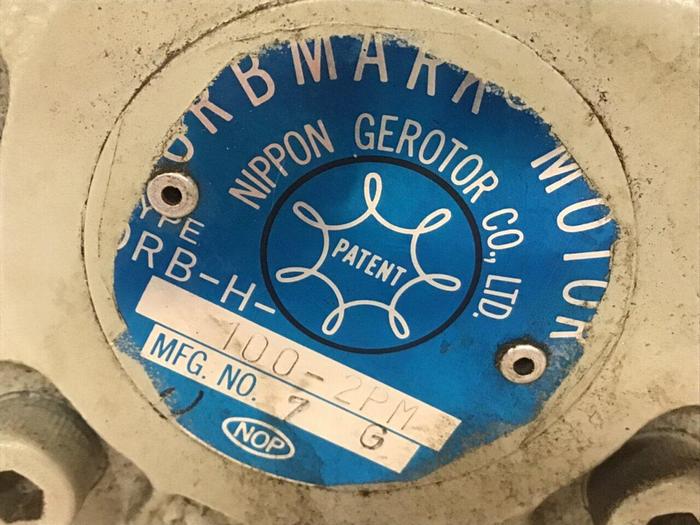 ORBMARK MOTOR
NIPPON GEROTOR CO., LTD.
PATENT
TYPE
ORB-H-
100-2PM
MFG. NO. 7 G
NOP